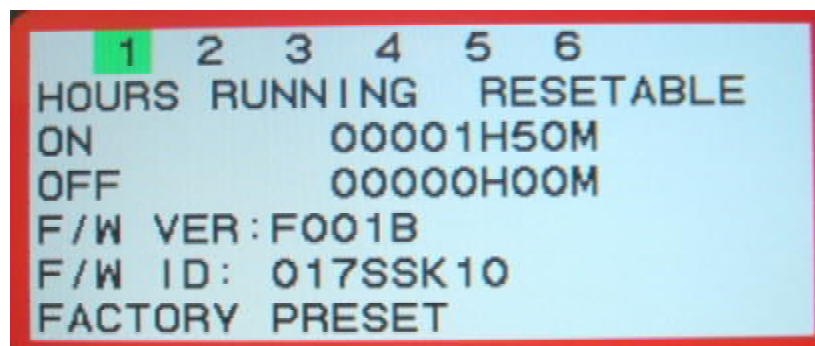 1 2 3 4 5 6
HOURS RUNNING RESETABLE
ON 00001H50M
OFF 00000H00M
F/W VER:F001B
F/W ID: 017SSK10
FACTORY PRESET